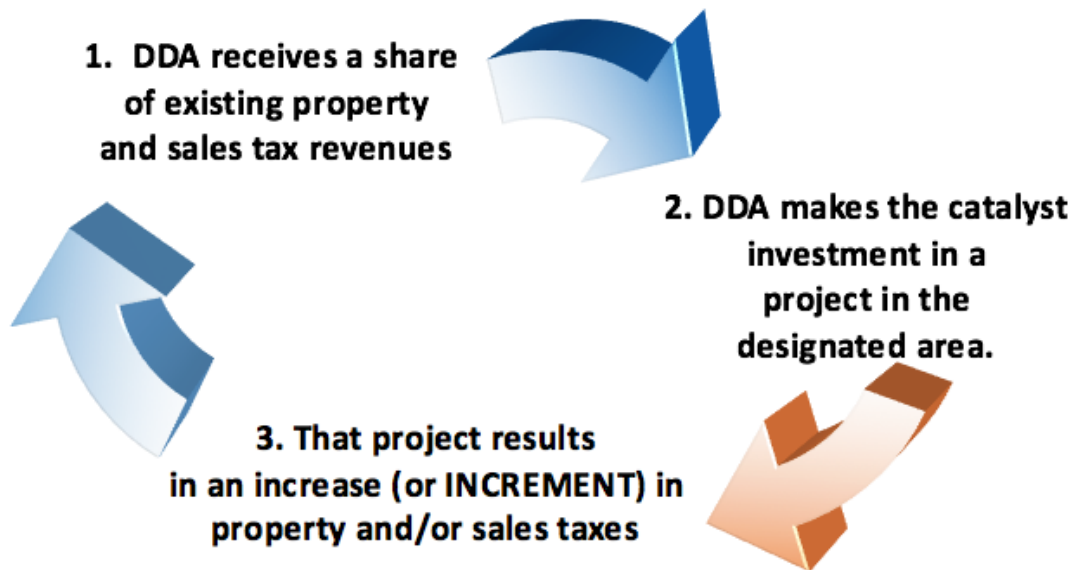 1. DDA receives a share
of existing property
and sales tax revenues
2. DDA makes the catalyst
investment in a
project in the
designated area.
3. That project results
in an increase (or INCREMENT) in
property and/or sales taxes